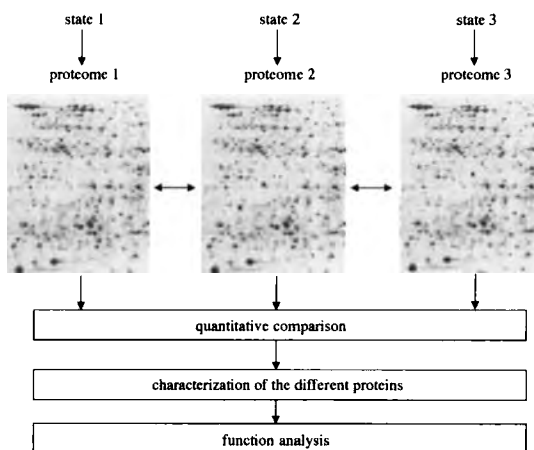 state 1 state 2 state 3
proteome 1 proteome 2 proteome 3
quantitative comparison
characterization of the different proteins
function analysis